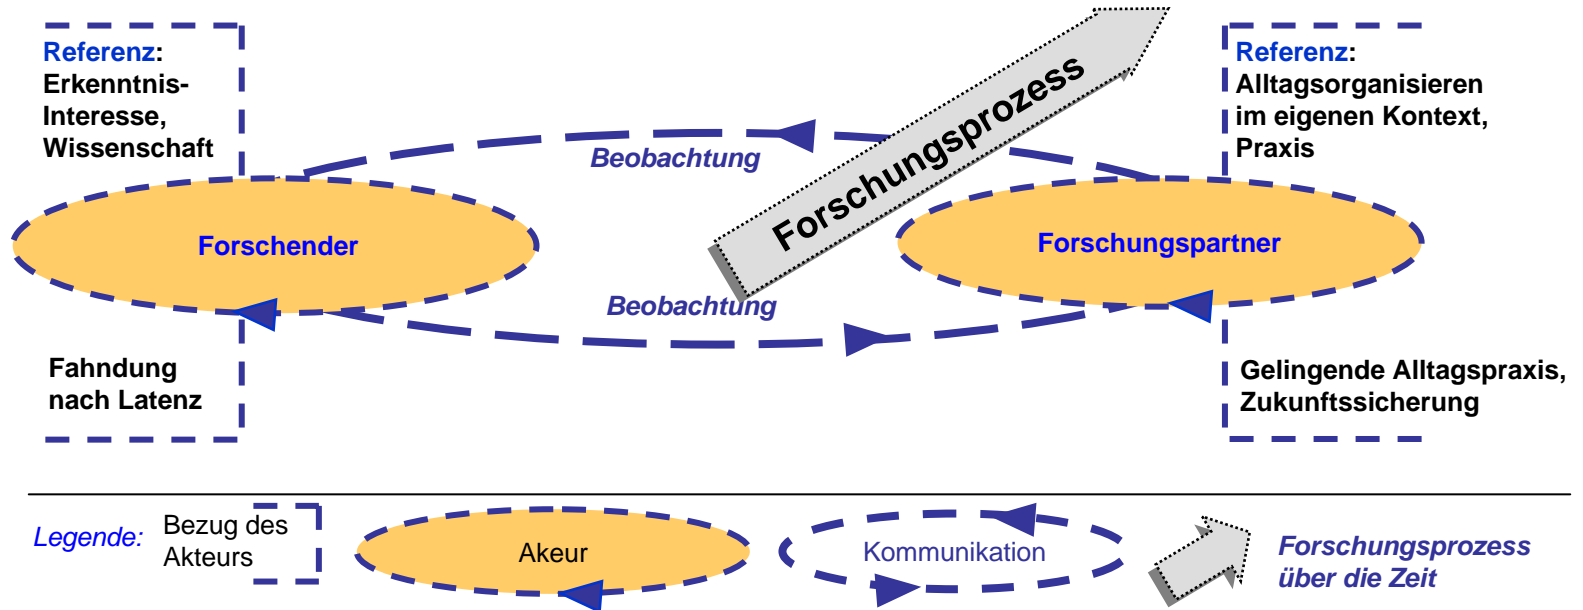 Referenz:
Erkenntnis-
Interesse,
Wissenschaft
Forschungsprozess
Referenz:
Alltagsorganisieren
im eigenen Kontext,
Praxis
Beobachtung
Forschender
Forschungspartner
Beobachtung
Fahndung
nach Latenz
Gelingende Alltagspraxis,
Zukunftssicherung
Legende:
Bezug des
Akteurs
Akeur
Kommunikation
Forschungsprozess
über die Zeit